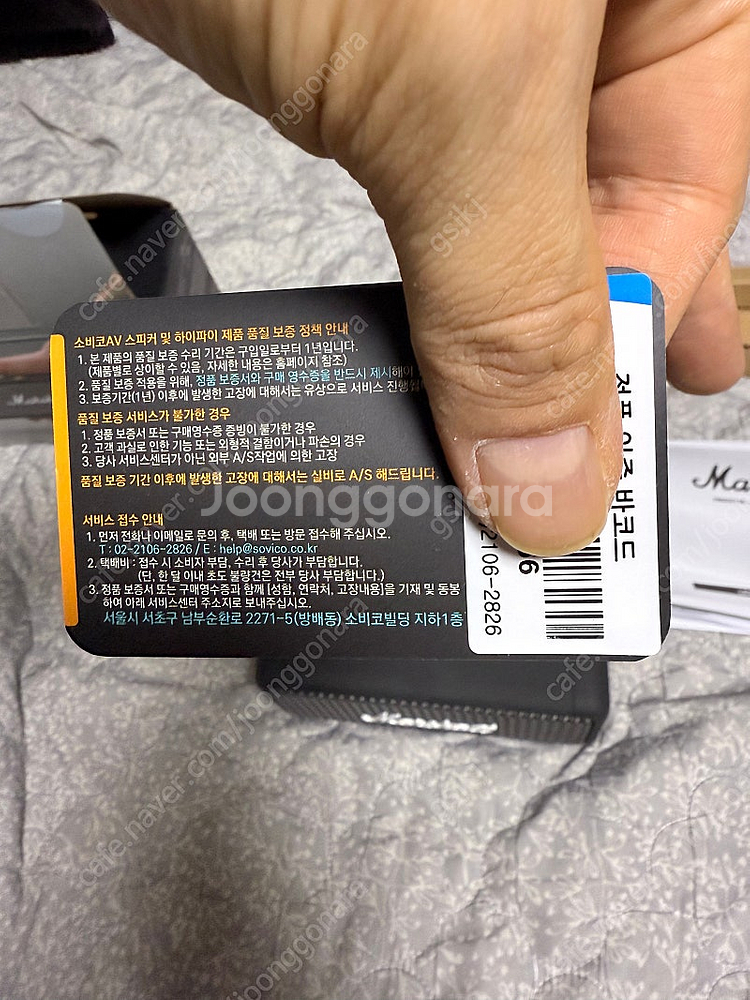 소비코AV 스피커 및 하이파이 제품 품질 보증 정책 안내
1. 본 제품의 품질 보증 수리 기간은 구입일로부터 1년입니다.
(제품별로 상이할 수 있음, 자세한 내용은 홈페이지 참조)
2. 품질 보증 적용을 위해, 정품 보증서와 구매 영수증을 반드시 제시해야
3. 보증기간(1년) 이후에 발생한 고장에 대해서는 유상으로 서비스 진행됩
품질 보증 서비스가 불가한 경우
1. 정품 보증서 또는 구매영수증 증빙이 불가한 경우
2. 고객 과실로 인한 기능 또는 외형적 결함이거나 파손의 경우
3. 당사 서비스센터가 아닌 외부 A/S작업에 의한 고장
품질 보증 기간 이후에 발생한 고장에 대해서는 실비로 A/S 해드립니다.
서비스 접수 안내
1. 먼저 전화나 이메일로 문의 후, 택배 또는 방문 접수해 주십시오.
T : 02-2106-2826 / E : help@sovico.co.kr
2. 택배비 : 접수 시 소비자 부담, 수리 후 당사가 부담합니다.
(단, 한 달 이내 초도 불량건은 전부 당사 부담합니다.)
3. 정품 보증서 또는 구매영수증과 함께 [성함, 연락처, 고장내용]을 기재 및 동봉
하여 아래 서비스센터 주소지로 보내주십시오.
서울시 서초구 남부순환로 2271-5(방배동) 소비코빌딩 지하1층
정품 인증 바코드
2106-2826
Marshall
Joonggonara
cafe.naver.com/joonggonara
gsjkj